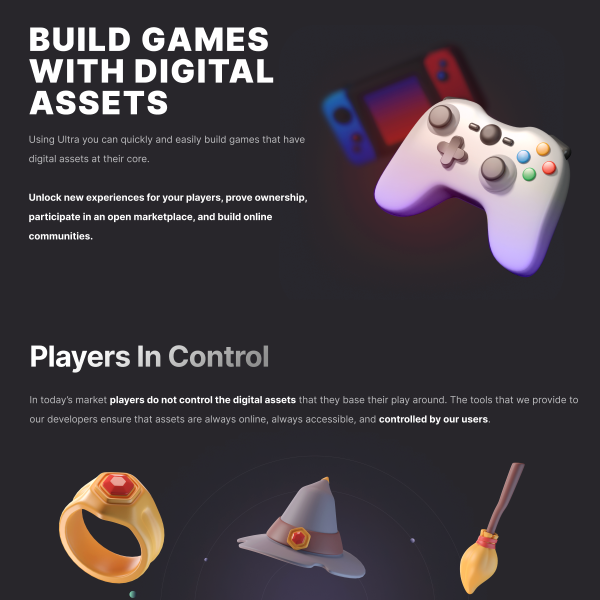 BUILD GAMES
WITH DIGITAL
ASSETS
Using Ultra you can quickly and easily build games that have
digital assets at their core.
Unlock new experiences for your players, prove ownership,
participate in an open marketplace, and build online
communities.
Players In Control
In today’s market players do not control the digital assets that they base their play around. The tools that we provide to
our developers ensure that assets are always online, always accessible, and controlled by our users.